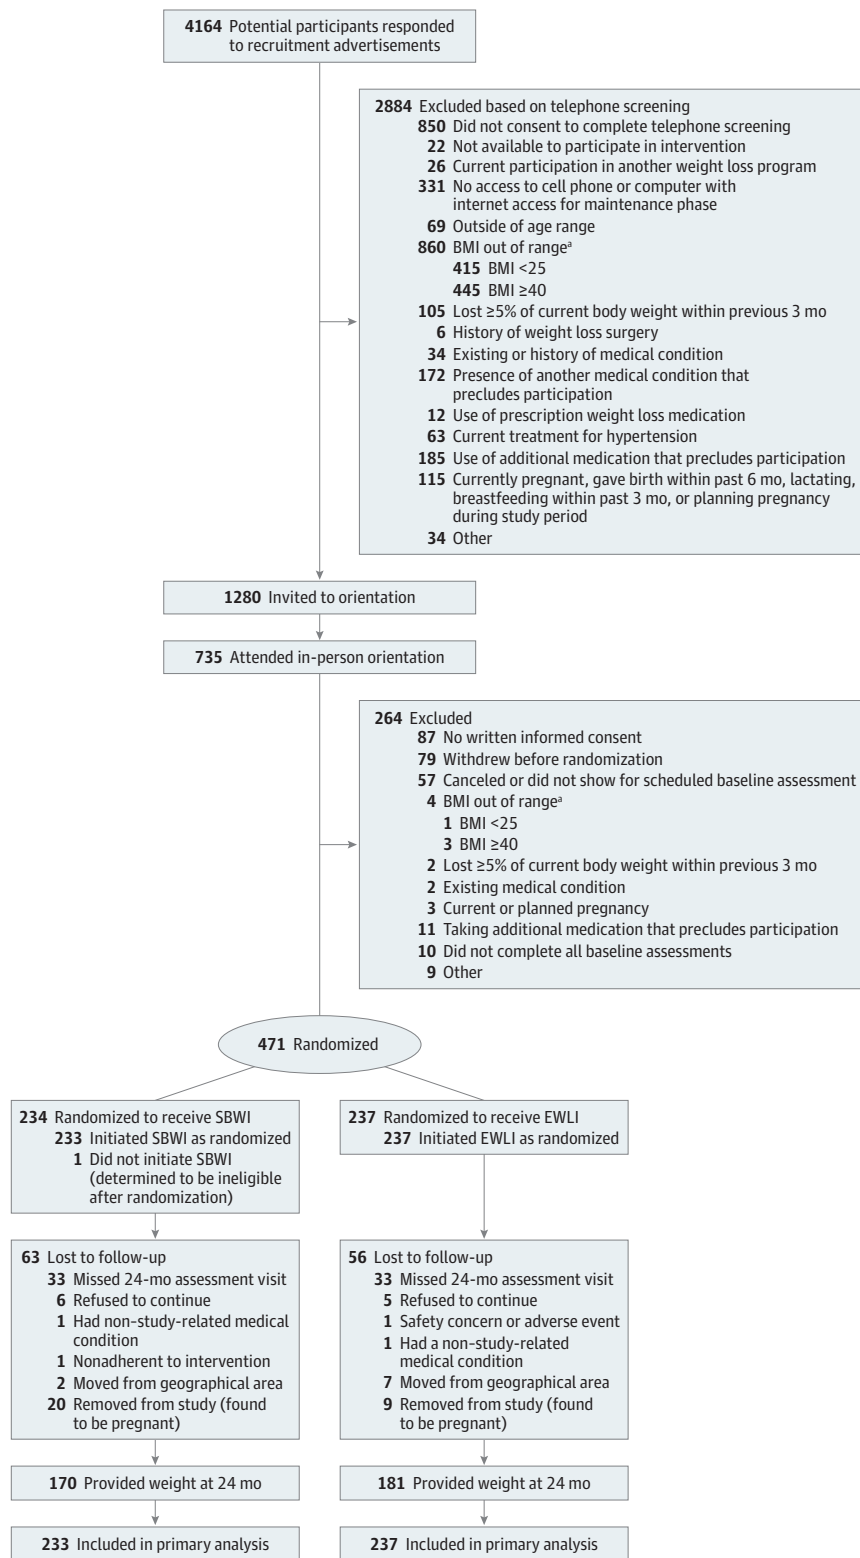 4164 Potential participants responded
to recruitment advertisements
2884 Excluded based on telephone screening
850 Did not consent to complete telephone screening
22 Not available to participate in intervention
26 Current participation in another weight loss program
331 No access to cell phone or computer with
internet access for maintenance phase
69 Outside of age range
860 BMI out of rangeᵃ
415 BMI <25
445 BMI ≥40
105 Lost ≥5% of current body weight within previous 3 mo
6 History of weight loss surgery
34 Existing or history of medical condition
172 Presence of another medical condition that
precludes participation
12 Use of prescription weight loss medication
63 Current treatment for hypertension
185 Use of additional medication that precludes participation
115 Currently pregnant, gave birth within past 6 mo, lactating,
breastfeeding within past 3 mo, or planning pregnancy
during study period
34 Other
1280 Invited to orientation
735 Attended in-person orientation
264 Excluded
87 No written informed consent
79 Withdrew before randomization
57 Canceled or did not show for scheduled baseline assessment
4 BMI out of rangeᵃ
1 BMI <25
3 BMI ≥40
2 Lost ≥5% of current body weight within previous 3 mo
2 Existing medical condition
3 Current or planned pregnancy
11 Taking additional medication that precludes participation
10 Did not complete all baseline assessments
9 Other
471 Randomized
234 Randomized to receive SBWI
233 Initiated SBWI as randomized
1 Did not initiate SBWI
(determined to be ineligible
after randomization)
237 Randomized to receive EWLI
237 Initiated EWLI as randomized
63 Lost to follow-up
33 Missed 24-mo assessment visit
6 Refused to continue
1 Had non-study-related medical
condition
1 Nonadherent to intervention
2 Moved from geographical area
20 Removed from study (found
to be pregnant)
56 Lost to follow-up
33 Missed 24-mo assessment visit
5 Refused to continue
1 Safety concern or adverse event
1 Had a non-study-related
medical condition
7 Moved from geographical area
9 Removed from study (found
to be pregnant)
170 Provided weight at 24 mo
181 Provided weight at 24 mo
233 Included in primary analysis
237 Included in primary analysis